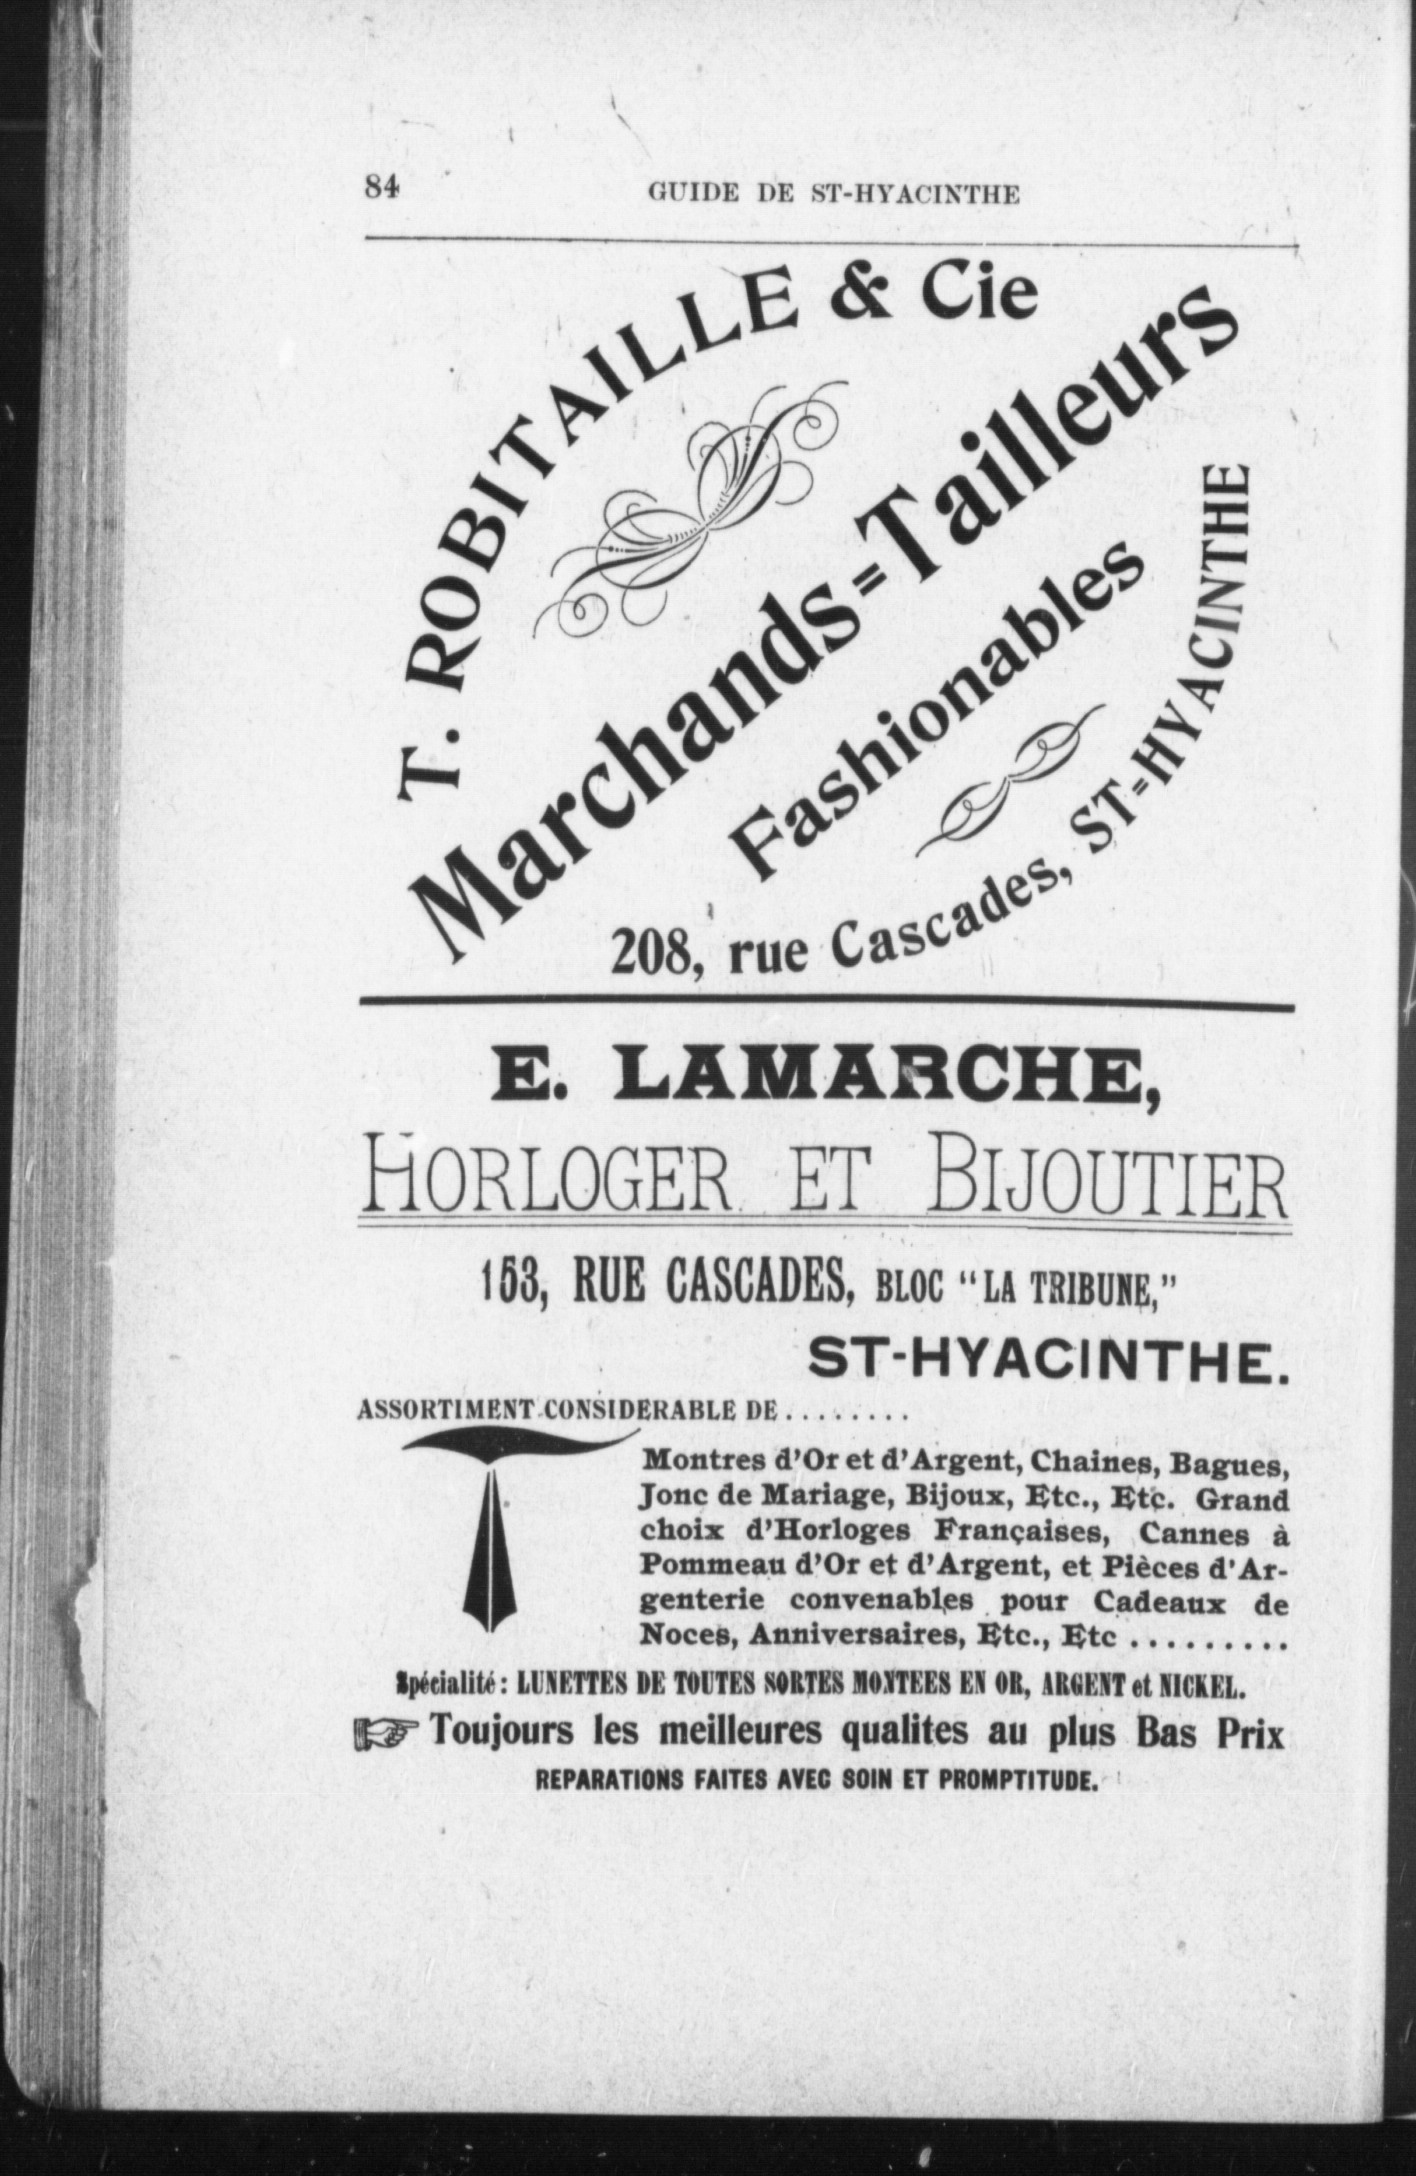 84
GUIDE DE ST-HYACINTHE
T. ROBITAILLE & Cie
Marchands=Tailleurs
Fashionables
208, rue Cascades, ST=HYACINTHE
E. LAMARCHE,
HORLOGER ET BIJOUTIER
153, RUE CASCADES, BLOC "LA TRIBUNE,"
ST-HYACINTHE.
ASSORTIMENT CONSIDERABLE DE ........
Montres d'Or et d'Argent, Chaines, Bagues,
Jonc de Mariage, Bijoux, Etc., Etc. Grand
choix d'Horloges Françaises, Cannes à
Pommeau d'Or et d'Argent, et Pièces d'Ar-
genterie convenables pour Cadeaux de
Noces, Anniversaires, Etc., Etc .........
Spécialité : LUNETTES DE TOUTES SORTES MONTEES EN OR, ARGENT et NICKEL.
Toujours les meilleures qualites au plus Bas Prix
REPARATIONS FAITES AVEC SOIN ET PROMPTITUDE.